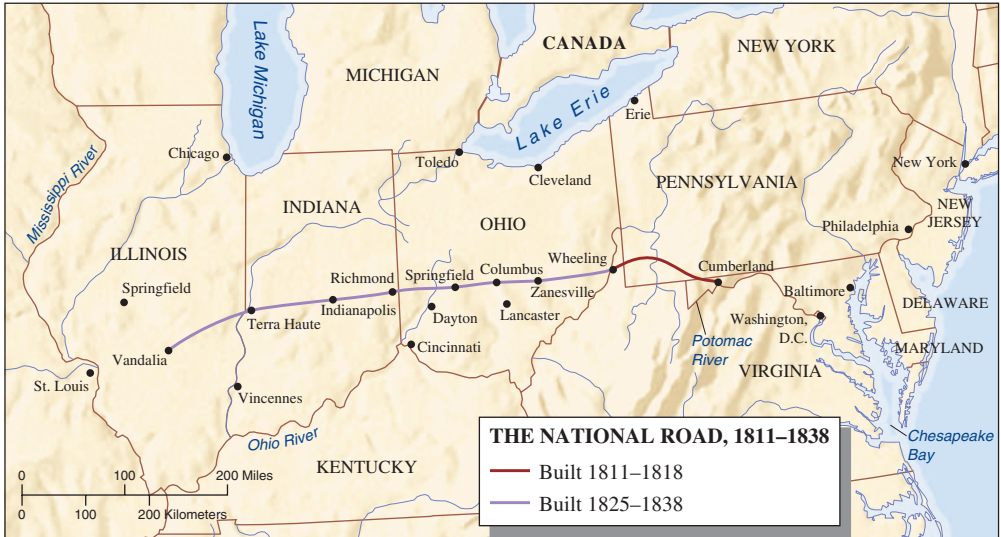 CANADA
NEW YORK
Lake Michigan
MICHIGAN
Lake Erie
Erie
Mississippi River
Chicago
Toledo
Cleveland
New York
PENNSYLVANIA
INDIANA
OHIO
NEW
JERSEY
Philadelphia
ILLINOIS
Wheeling
Cumberland
Springfield
Richmond
Springfield
Columbus
Zanesville
Baltimore
DELAWARE
Indianapolis
Terra Haute
Dayton
Lancaster
Washington,
D.C.
Potomac
River
MARYLAND
Vandalia
Cincinnati
VIRGINIA
St. Louis
Vincennes
Ohio River
Chesapeake
Bay
KENTUCKY
THE NATIONAL ROAD, 1811–1838
Built 1811–1818
Built 1825–1838
0 100 200 Miles
0 100 200 Kilometers